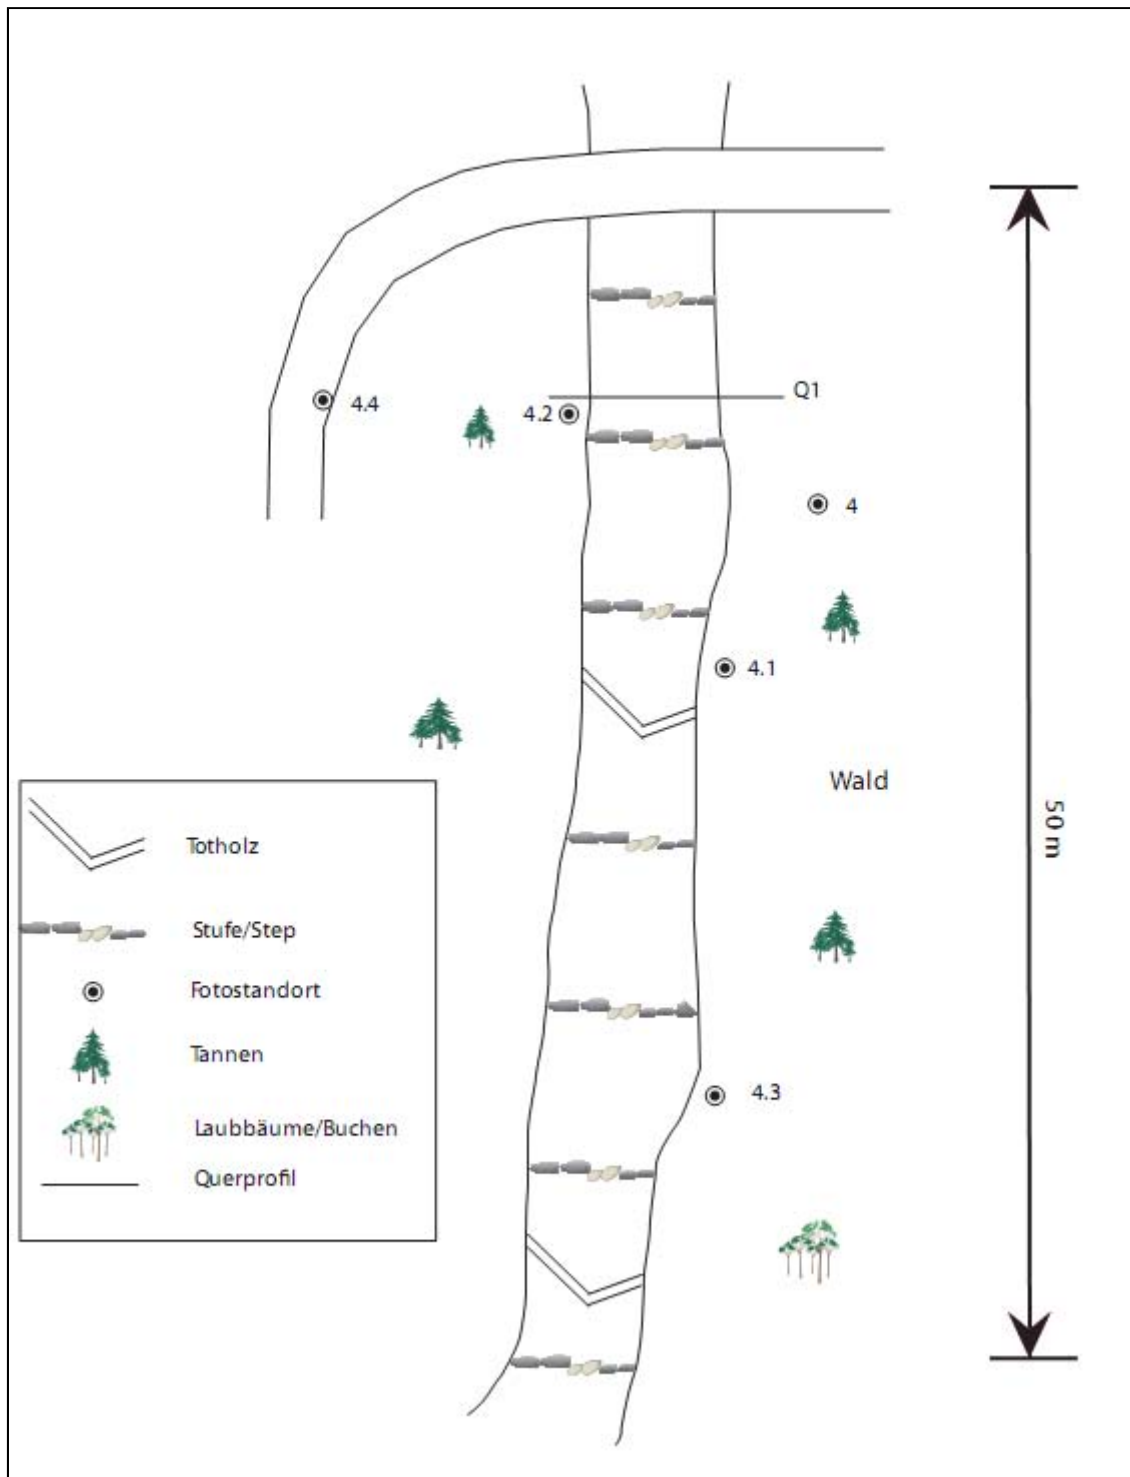 Q1
4.4
4.2
4
4.1
Wald
50 m
Totholz
Stufe/Step
Fotostandort
4.3
Tannen
Laubbäume/Buchen
Querprofil